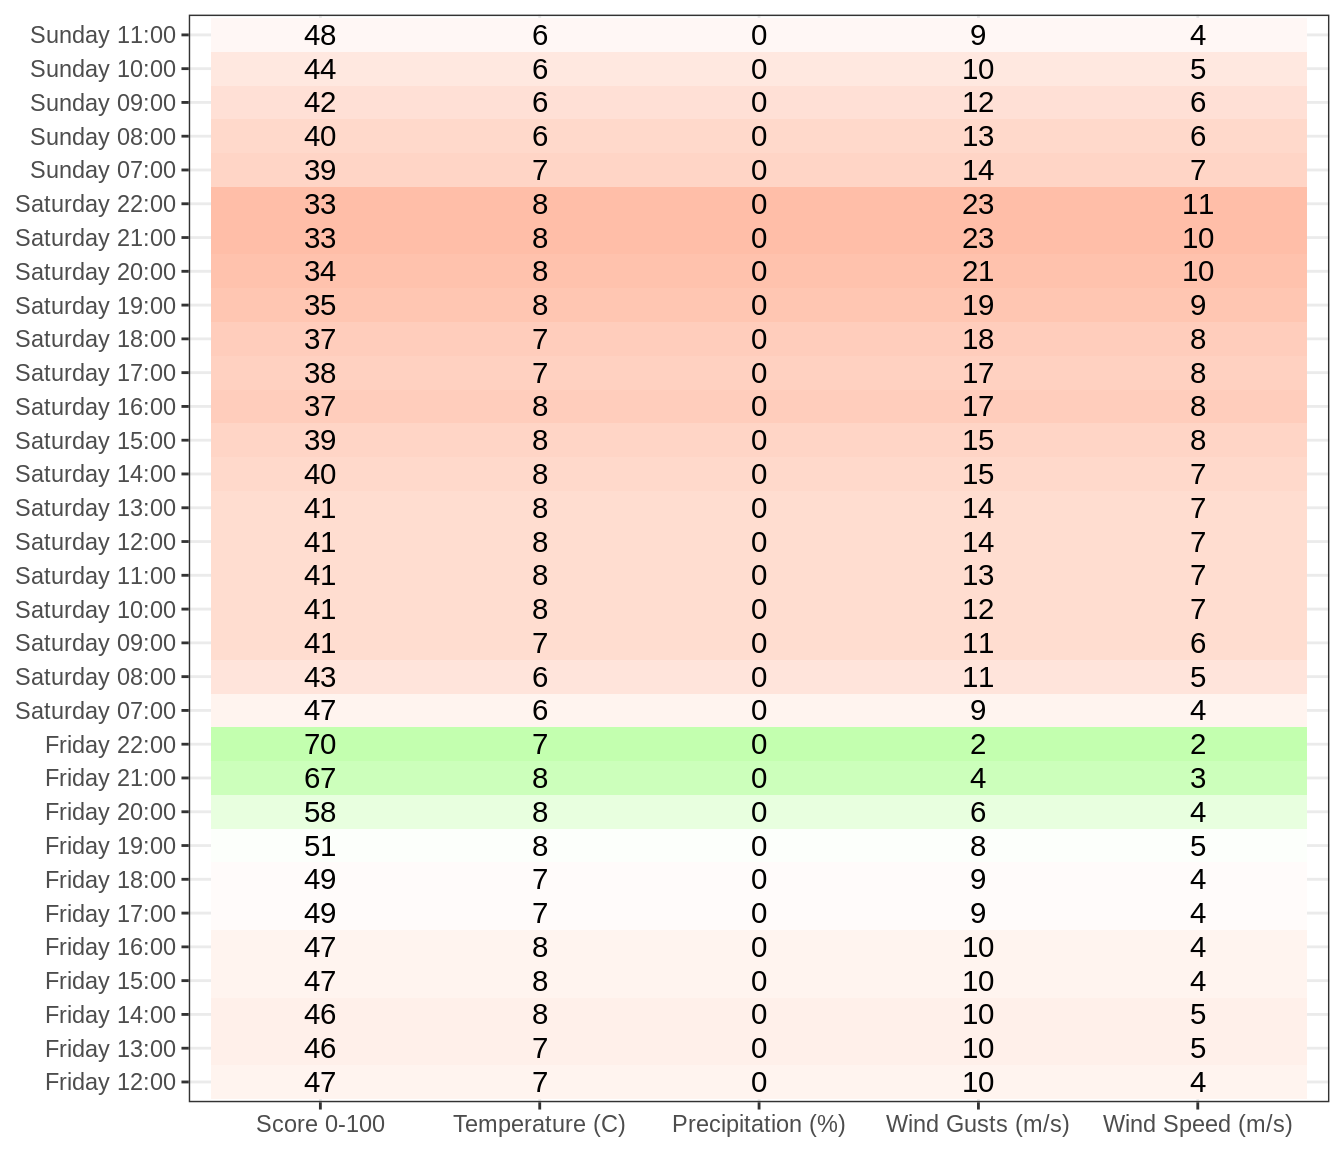 Sunday 11:00 48 6 0 9 4
Sunday 10:00 44 6 0 10 5
Sunday 09:00 42 6 0 12 6
Sunday 08:00 40 6 0 13 6
Sunday 07:00 39 7 0 14 7
Saturday 22:00 33 8 0 23 11
Saturday 21:00 33 8 0 23 10
Saturday 20:00 34 8 0 21 10
Saturday 19:00 35 8 0 19 9
Saturday 18:00 37 7 0 18 8
Saturday 17:00 38 7 0 17 8
Saturday 16:00 37 8 0 17 8
Saturday 15:00 39 8 0 15 8
Saturday 14:00 40 8 0 15 7
Saturday 13:00 41 8 0 14 7
Saturday 12:00 41 8 0 14 7
Saturday 11:00 41 8 0 13 7
Saturday 10:00 41 8 0 12 7
Saturday 09:00 41 7 0 11 6
Saturday 08:00 43 6 0 11 5
Saturday 07:00 47 6 0 9 4
Friday 22:00 70 7 0 2 2
Friday 21:00 67 8 0 4 3
Friday 20:00 58 8 0 6 4
Friday 19:00 51 8 0 8 5
Friday 18:00 49 7 0 9 4
Friday 17:00 49 7 0 9 4
Friday 16:00 47 8 0 10 4
Friday 15:00 47 8 0 10 4
Friday 14:00 46 8 0 10 5
Friday 13:00 46 7 0 10 5
Friday 12:00 47 7 0 10 4
Score 0-100 Temperature (C) Precipitation (%) Wind Gusts (m/s) Wind Speed (m/s)